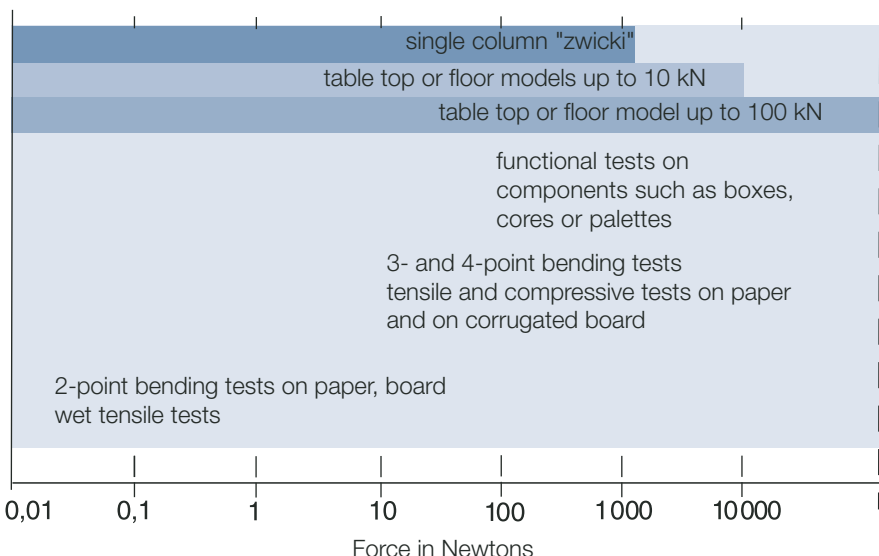 single column "zwicki"
table top or floor models up to 10 kN
table top or floor model up to 100 kN
functional tests on
components such as boxes,
cores or palettes
3- and 4-point bending tests
tensile and compressive tests on paper
and on corrugated board
2-point bending tests on paper, board
wet tensile tests
0,01 0,1 1 10 100 1000 10000
Force in Newtons